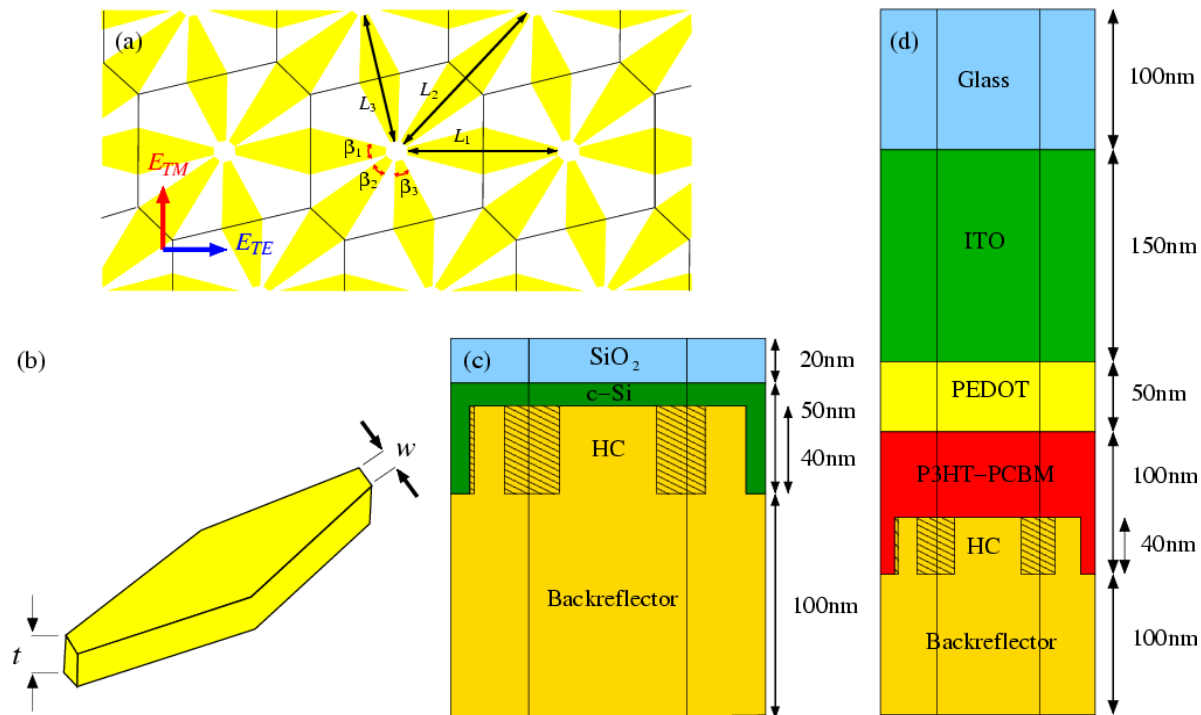 (a)
L3
L2
L1
β1
β2
β3
ETM
ETE
(b)
w
t
(c)
SiO2
20nm
c-Si
50nm
HC
40nm
Backreflector
100nm
(d)
Glass
100nm
ITO
150nm
PEDOT
50nm
P3HT-PCBM
100nm
HC
40nm
Backreflector
100nm